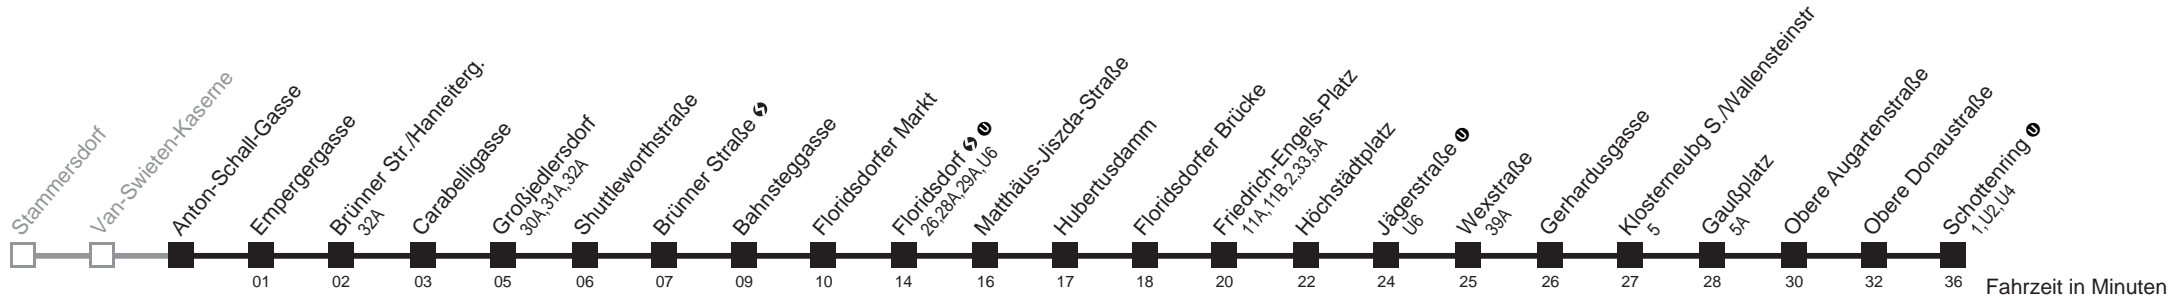 Stammersdorf
Van-Swieten-Kaserne
Anton-Schall-Gasse
Empergergasse
01
Brünner Str./Hanreiterg.
32A
02
Carabelligasse
03
Großjedlersdorf
30A,31A,32A
05
Shuttleworthstraße
06
Brünner Straße
07
Bahnsteggasse
09
Floridsdorfer Markt
10
Floridsdorf U
26,28A,29A,U6
14
Matthäus-Jiszda-Straße
16
Hubertusdamm
17
Floridsdorfer Brücke
18
Friedrich-Engels-Platz
11A,11B,2,33,5A
20
Höchstädtplatz
22
Jägerstraße U
U6
24
Wexstraße
39A
25
Gerhardusgasse
26
Klosterneubg S./Wallensteinstr
5
27
Gaußplatz
5A
28
Obere Augartenstraße
30
Obere Donaustraße
32
Schottenring U
1,U2,U4
36
Fahrzeit in Minuten